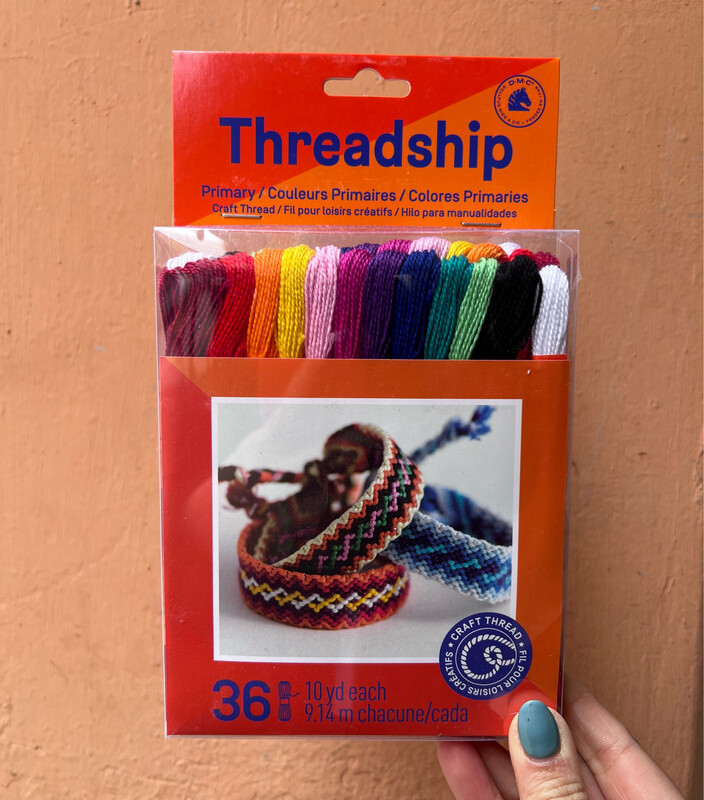 D·M·C
Threadship
Primary / Couleurs Primaires / Colores Primaries
Craft Thread / Fil pour loisirs créatifs / Hilo para manualidades
CRAFT THREAD ★ FIL POUR LOISIRS CRÉATIFS ★
36 10 yd each
9.14 m chacune/cada